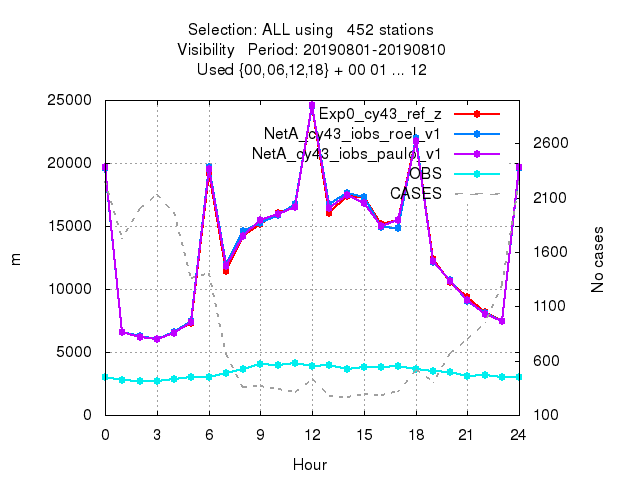 Selection: ALL using   452 stations
Visibility   Period: 20190801-20190810
Used {00,06,12,18} + 00 01 ... 12
Exp0_cy43_ref_z
NetA_cy43_iobs_roel_v1
NetA_cy43_iobs_paulo_v1
OBS
CASES
25000
20000
15000
10000
5000
0
m
2600
2100
1600
1100
600
100
No cases
0 3 6 9 12 15 18 21 24
Hour